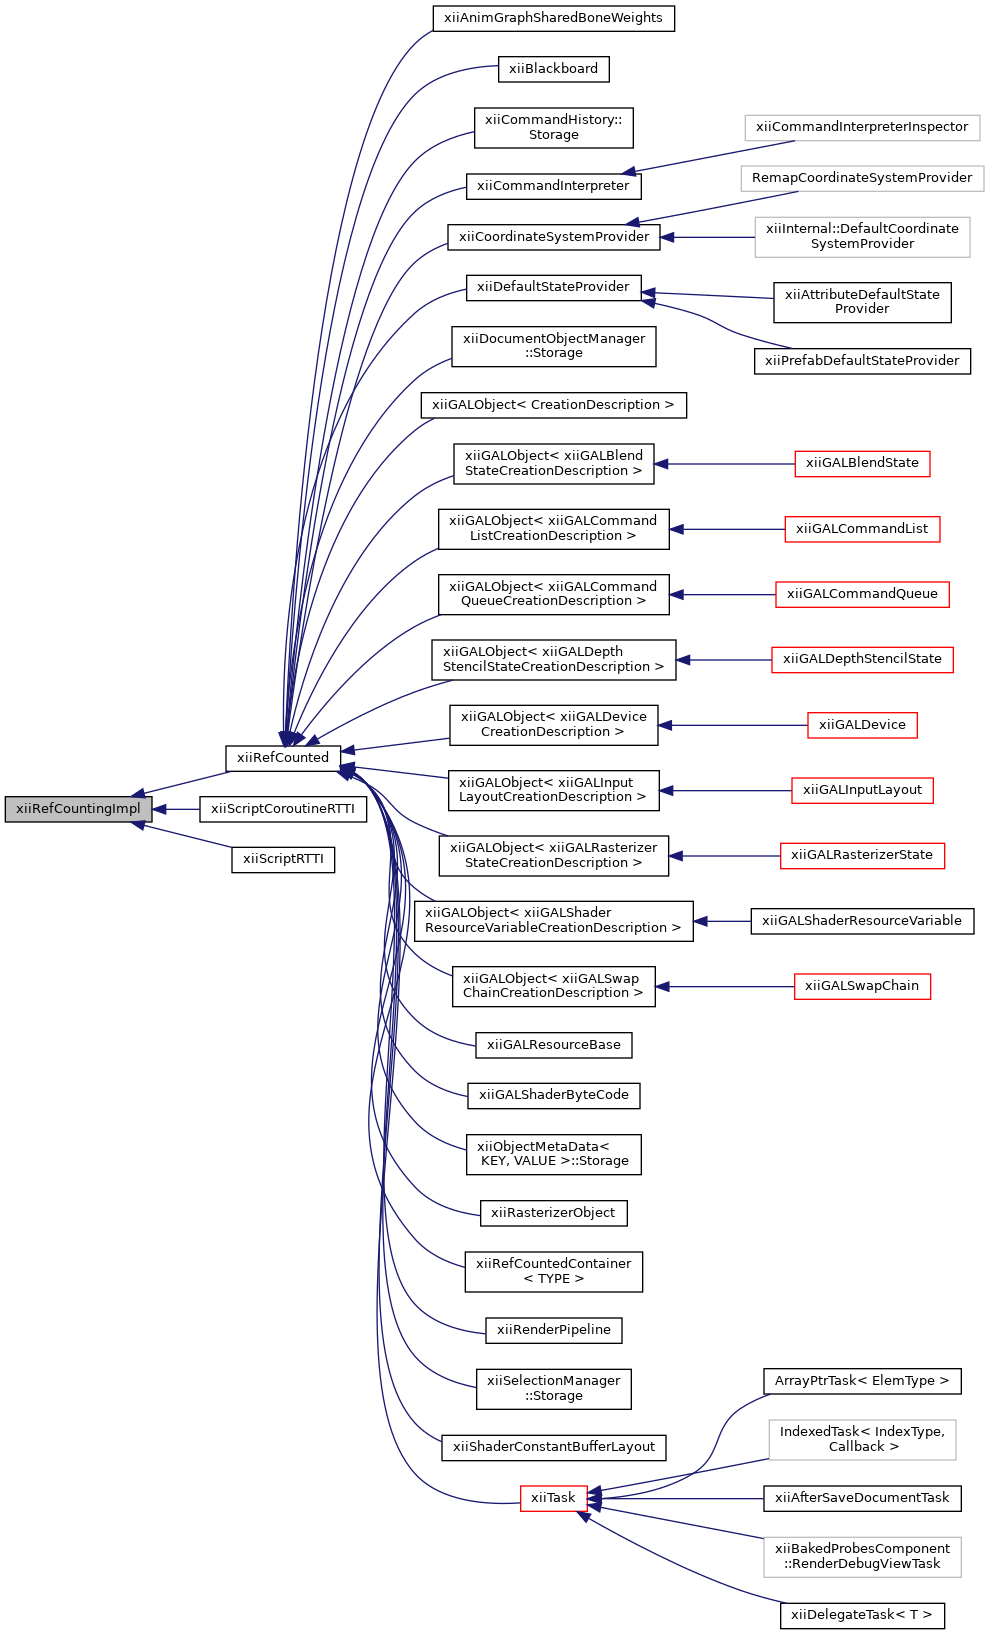 xiiAnimGraphSharedBoneWeights
xiiBlackboard
xiiCommandHistory::
Storage
xiiCommandInterpreterInspector
xiiCommandInterpreter
RemapCoordinateSystemProvider
xiiInternal::DefaultCoordinate
SystemProvider
xiiCoordinateSystemProvider
xiiDefaultStateProvider
xiiAttributeDefaultState
Provider
xiiDocumentObjectManager
::Storage
xiiPrefabDefaultStateProvider
xiiGALObject< CreationDescription >
xiiGALObject< xiiGALBlend
StateCreationDescription >
xiiGALBlendState
xiiGALObject< xiiGALCommand
ListCreationDescription >
xiiGALCommandList
xiiGALObject< xiiGALCommand
QueueCreationDescription >
xiiGALCommandQueue
xiiGALObject< xiiGALDepth
StencilStateCreationDescription >
xiiGALDepthStencilState
xiiGALObject< xiiGALDevice
CreationDescription >
xiiGALDevice
xiiRefCounted
xiiGALObject< xiiGALInput
LayoutCreationDescription >
xiiGALInputLayout
xiiRefCountingImpl
xiiScriptCoroutineRTTI
xiiScriptRTTI
xiiGALObject< xiiGALRasterizer
StateCreationDescription >
xiiGALRasterizerState
xiiGALObject< xiiGALShader
ResourceVariableCreationDescription >
xiiGALShaderResourceVariable
xiiGALObject< xiiGALSwap
ChainCreationDescription >
xiiGALSwapChain
xiiGALResourceBase
xiiGALShaderByteCode
xiiObjectMetaData<
KEY, VALUE >::Storage
xiiRasterizerObject
xiiRefCountedContainer
< TYPE >
xiiRenderPipeline
xiiSelectionManager
::Storage
xiiShaderConstantBufferLayout
xiiTask
ArrayPtrTask< ElemType >
IndexedTask< IndexType,
Callback >
xiiAfterSaveDocumentTask
xiiBakedProbesComponent
::RenderDebugViewTask
xiiDelegateTask< T >